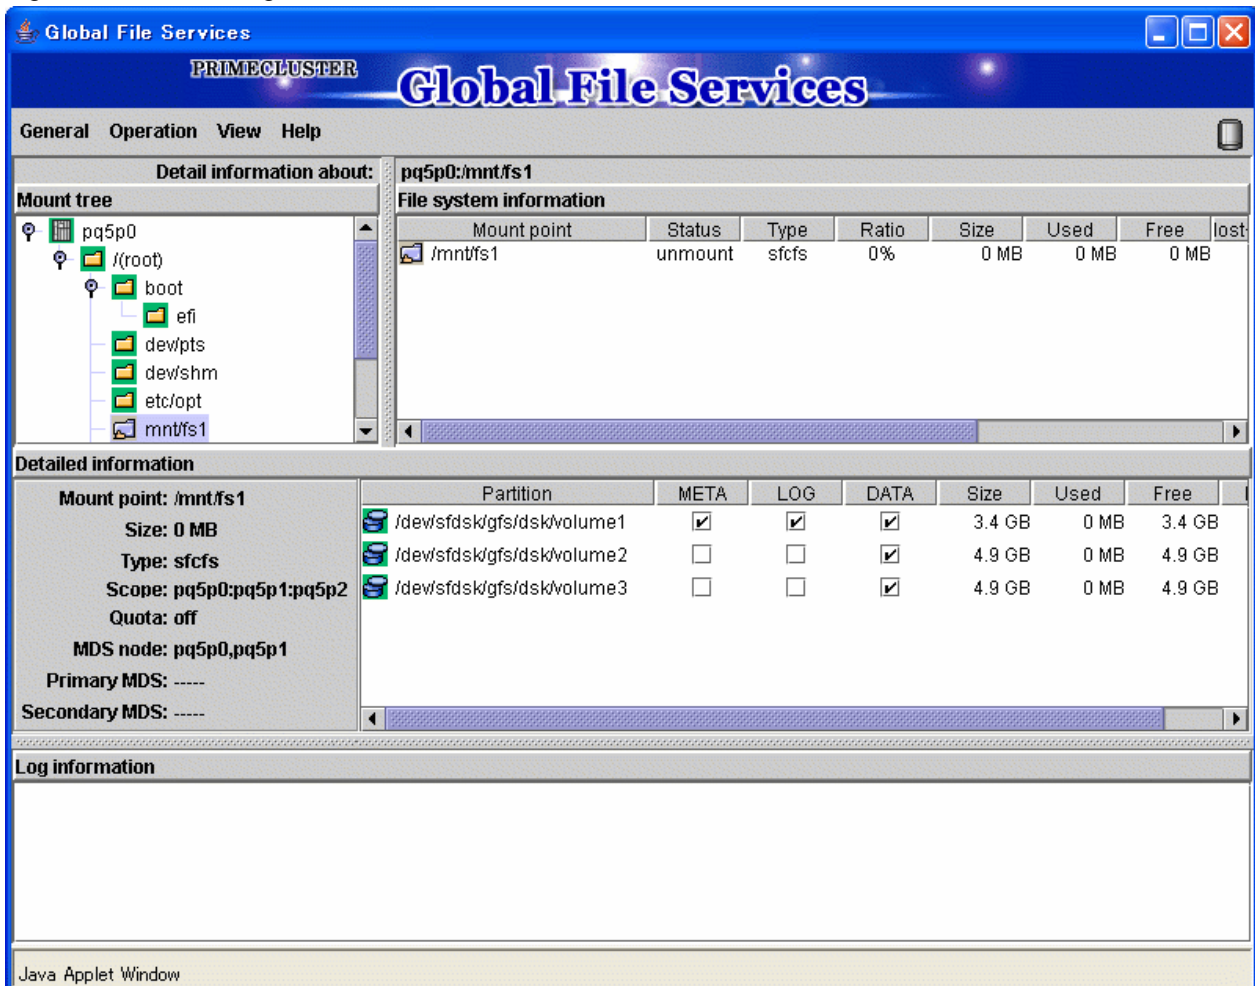 Global File Services
PRIMECLUSTER
Global File Services
General Operation View Help
Detail information about: pq5p0:/mnt/fs1
Mount tree
pq5p0
/(root)
boot
efi
dev/pts
dev/shm
etc/opt
mnt/fs1
File system information
Mount point Status Type Ratio Size Used Free lost-
/mnt/fs1 unmount sfcfs 0% 0 MB 0 MB 0 MB
Detailed information
Mount point: /mnt/fs1
Size: 0 MB
Type: sfcfs
Scope: pq5p0:pq5p1:pq5p2
Quota: off
MDS node: pq5p0,pq5p1
Primary MDS: -----
Secondary MDS: -----
Partition META LOG DATA Size Used Free
/dev/sfdsk/gfs/dsk/volume1 3.4 GB 0 MB 3.4 GB
/dev/sfdsk/gfs/dsk/volume2 4.9 GB 0 MB 4.9 GB
/dev/sfdsk/gfs/dsk/volume3 4.9 GB 0 MB 4.9 GB
Log information
Java Applet Window